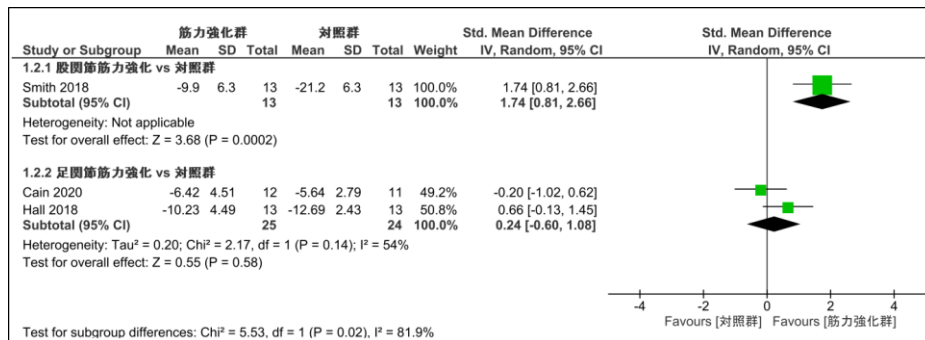 筋力強化群 対照群 Std. Mean Difference Std. Mean Difference
Study or Subgroup Mean SD Total Mean SD Total Weight IV, Random, 95% CI IV, Random, 95% CI
1.2.1 股関節筋力強化 vs 対照群
Smith 2018 -9.9 6.3 13 -21.2 6.3 13 100.0% 1.74 [0.81, 2.66]
Subtotal (95% CI) 13 13 100.0% 1.74 [0.81, 2.66]
Heterogeneity: Not applicable
Test for overall effect: Z = 3.68 (P = 0.0002)
1.2.2 足関節筋力強化 vs 対照群
Cain 2020 -6.42 4.51 12 -5.64 2.79 11 49.2% -0.20 [-1.02, 0.62]
Hall 2018 -10.23 4.49 13 -12.69 2.43 13 50.8% 0.66 [-0.13, 1.45]
Subtotal (95% CI) 25 24 100.0% 0.24 [-0.60, 1.08]
Heterogeneity: Tau² = 0.20; Chi² = 2.17, df = 1 (P = 0.14); I² = 54%
Test for overall effect: Z = 0.55 (P = 0.58)
-4 -2 0 2 4
Favours [対照群] Favours [筋力強化群]
Test for subgroup differences: Chi² = 5.53, df = 1 (P = 0.02), I² = 81.9%